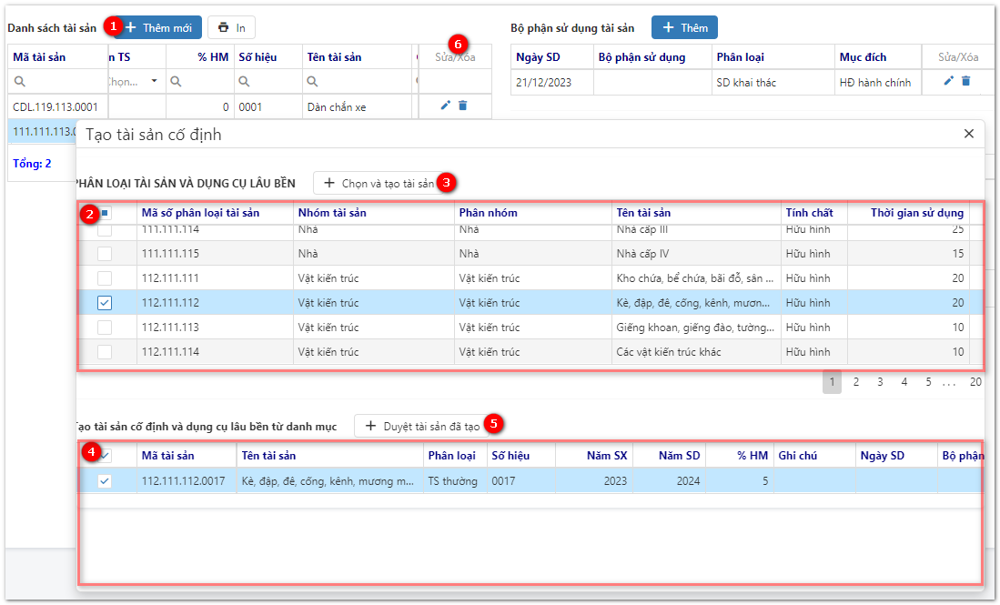 Danh sách tài sản 1 + Thêm mới In
Bộ phận sử dụng tài sản + Thêm
6
Mã tài sản n TS % HM Số hiệu Tên tài sản Sửa/Xóa
Ngày SD Bộ phận sử dụng Phân loại Mục đích Sửa/Xóa
Chọn...
21/12/2023 SD khai thác HĐ hành chính
CDL.119.113.0001 0 0001 Dàn chắn xe
111.111.113.0
Tổng: 2
Tạo tài sản cố định
PHÂN LOẠI TÀI SẢN VÀ DỤNG CỤ LÂU BỀN + Chọn và tạo tài sản 3
2 Mã số phân loại tài sản Nhóm tài sản Phân nhóm Tên tài sản Tính chất Thời gian sử dụng
111.111.114 Nhà Nhà Nhà cấp III Hữu hình 25
111.111.115 Nhà Nhà Nhà cấp IV Hữu hình 15
112.111.111 Vật kiến trúc Vật kiến trúc Kho chứa, bể chứa, bãi đỗ, sân ... Hữu hình 20
112.111.112 Vật kiến trúc Vật kiến trúc Kè, đập, đê, cống, kênh, mươn... Hữu hình 20
112.111.113 Vật kiến trúc Vật kiến trúc Giếng khoan, giếng đào, tường... Hữu hình 10
112.111.114 Vật kiến trúc Vật kiến trúc Các vật kiến trúc khác Hữu hình 10
1 2 3 4 5 ... 20
Tạo tài sản cố định và dụng cụ lâu bền từ danh mục + Duyệt tài sản đã tạo 5
4 Mã tài sản Tên tài sản Phân loại Số hiệu Năm SX Năm SD % HM Ghi chú Ngày SD Bộ phận
112.111.112.0017 Kè, đập, đê, cống, kênh, mương m... TS thường 0017 2023 2024 5